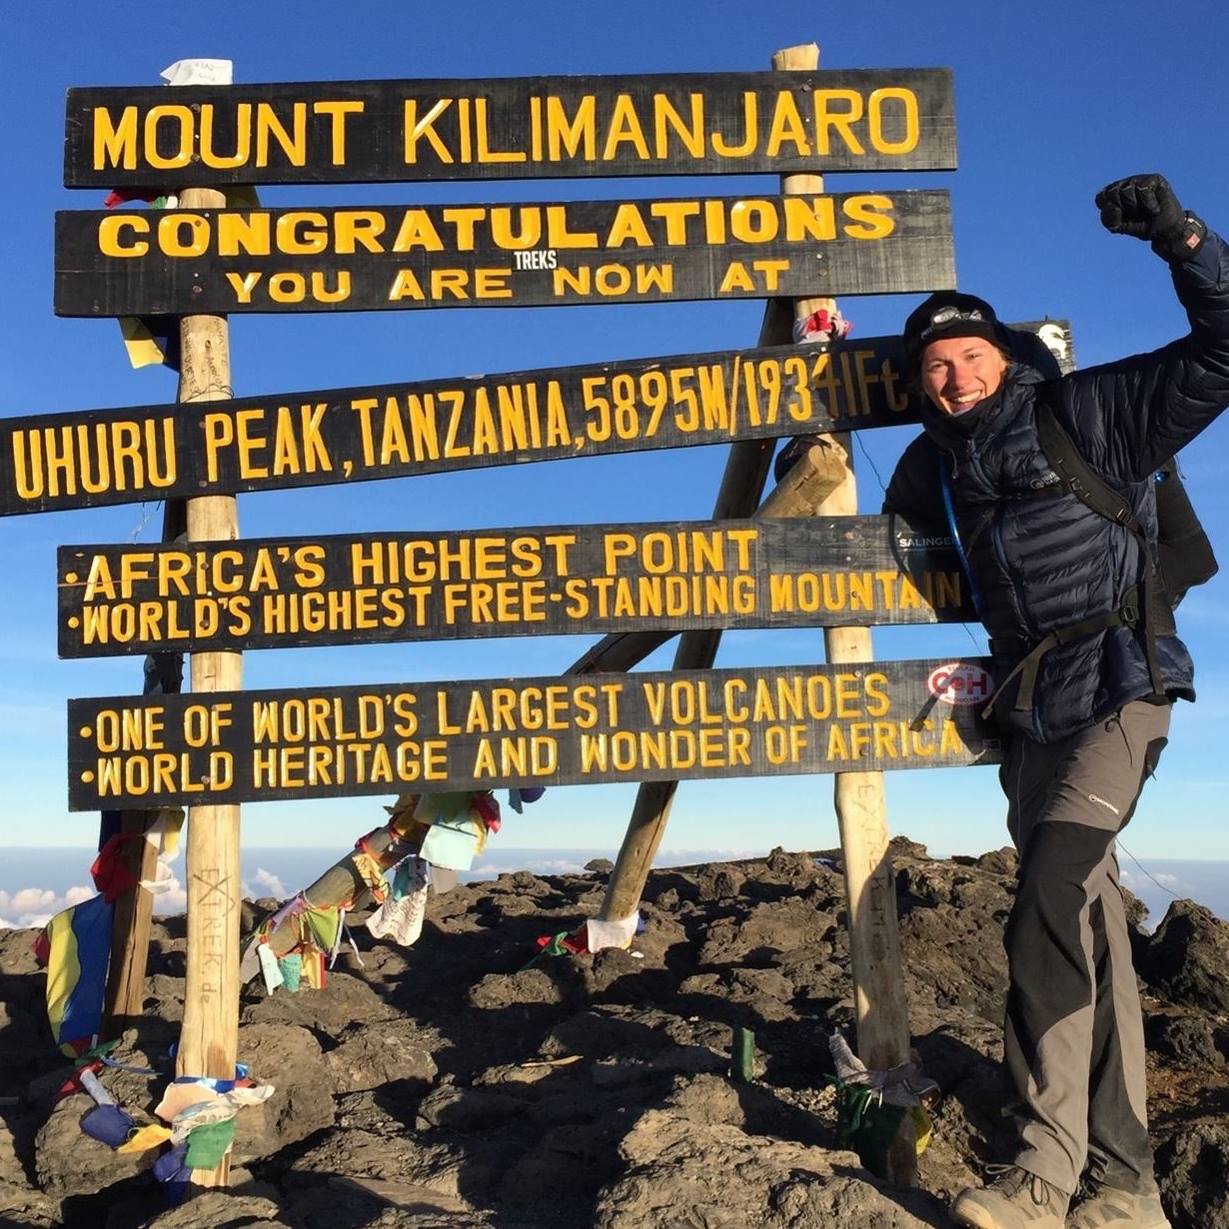 MOUNT KILIMANJARO
CONGRATULATIONS
TREKS
YOU ARE NOW AT
UHURU PEAK, TANZANIA, 5895M/19341Ft
•AFRICA'S HIGHEST POINT
SALINGE
•WORLD'S HIGHEST FREE-STANDING MOUNTAIN
•ONE OF WORLD'S LARGEST VOLCANOES
•WORLD HERITAGE AND WONDER OF AFRICA